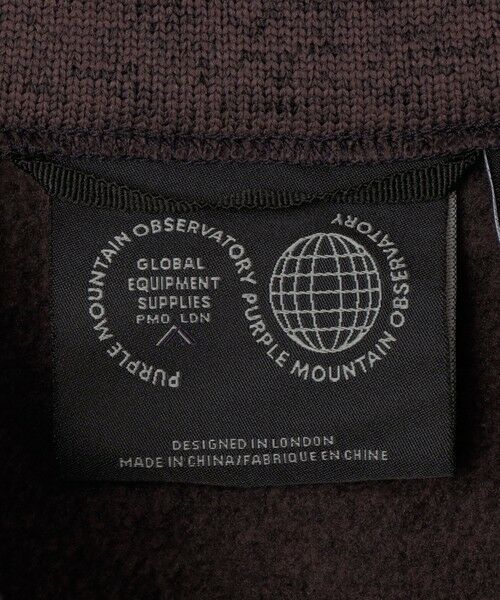 PURPLE MOUNTAIN OBSERVATORY
GLOBAL
EQUIPMENT
SUPPLIES
PMO LDN
PURPLE MOUNTAIN OBSERVATORY
DESIGNED IN LONDON
MADE IN CHINA/FABRIQUE EN CHINE